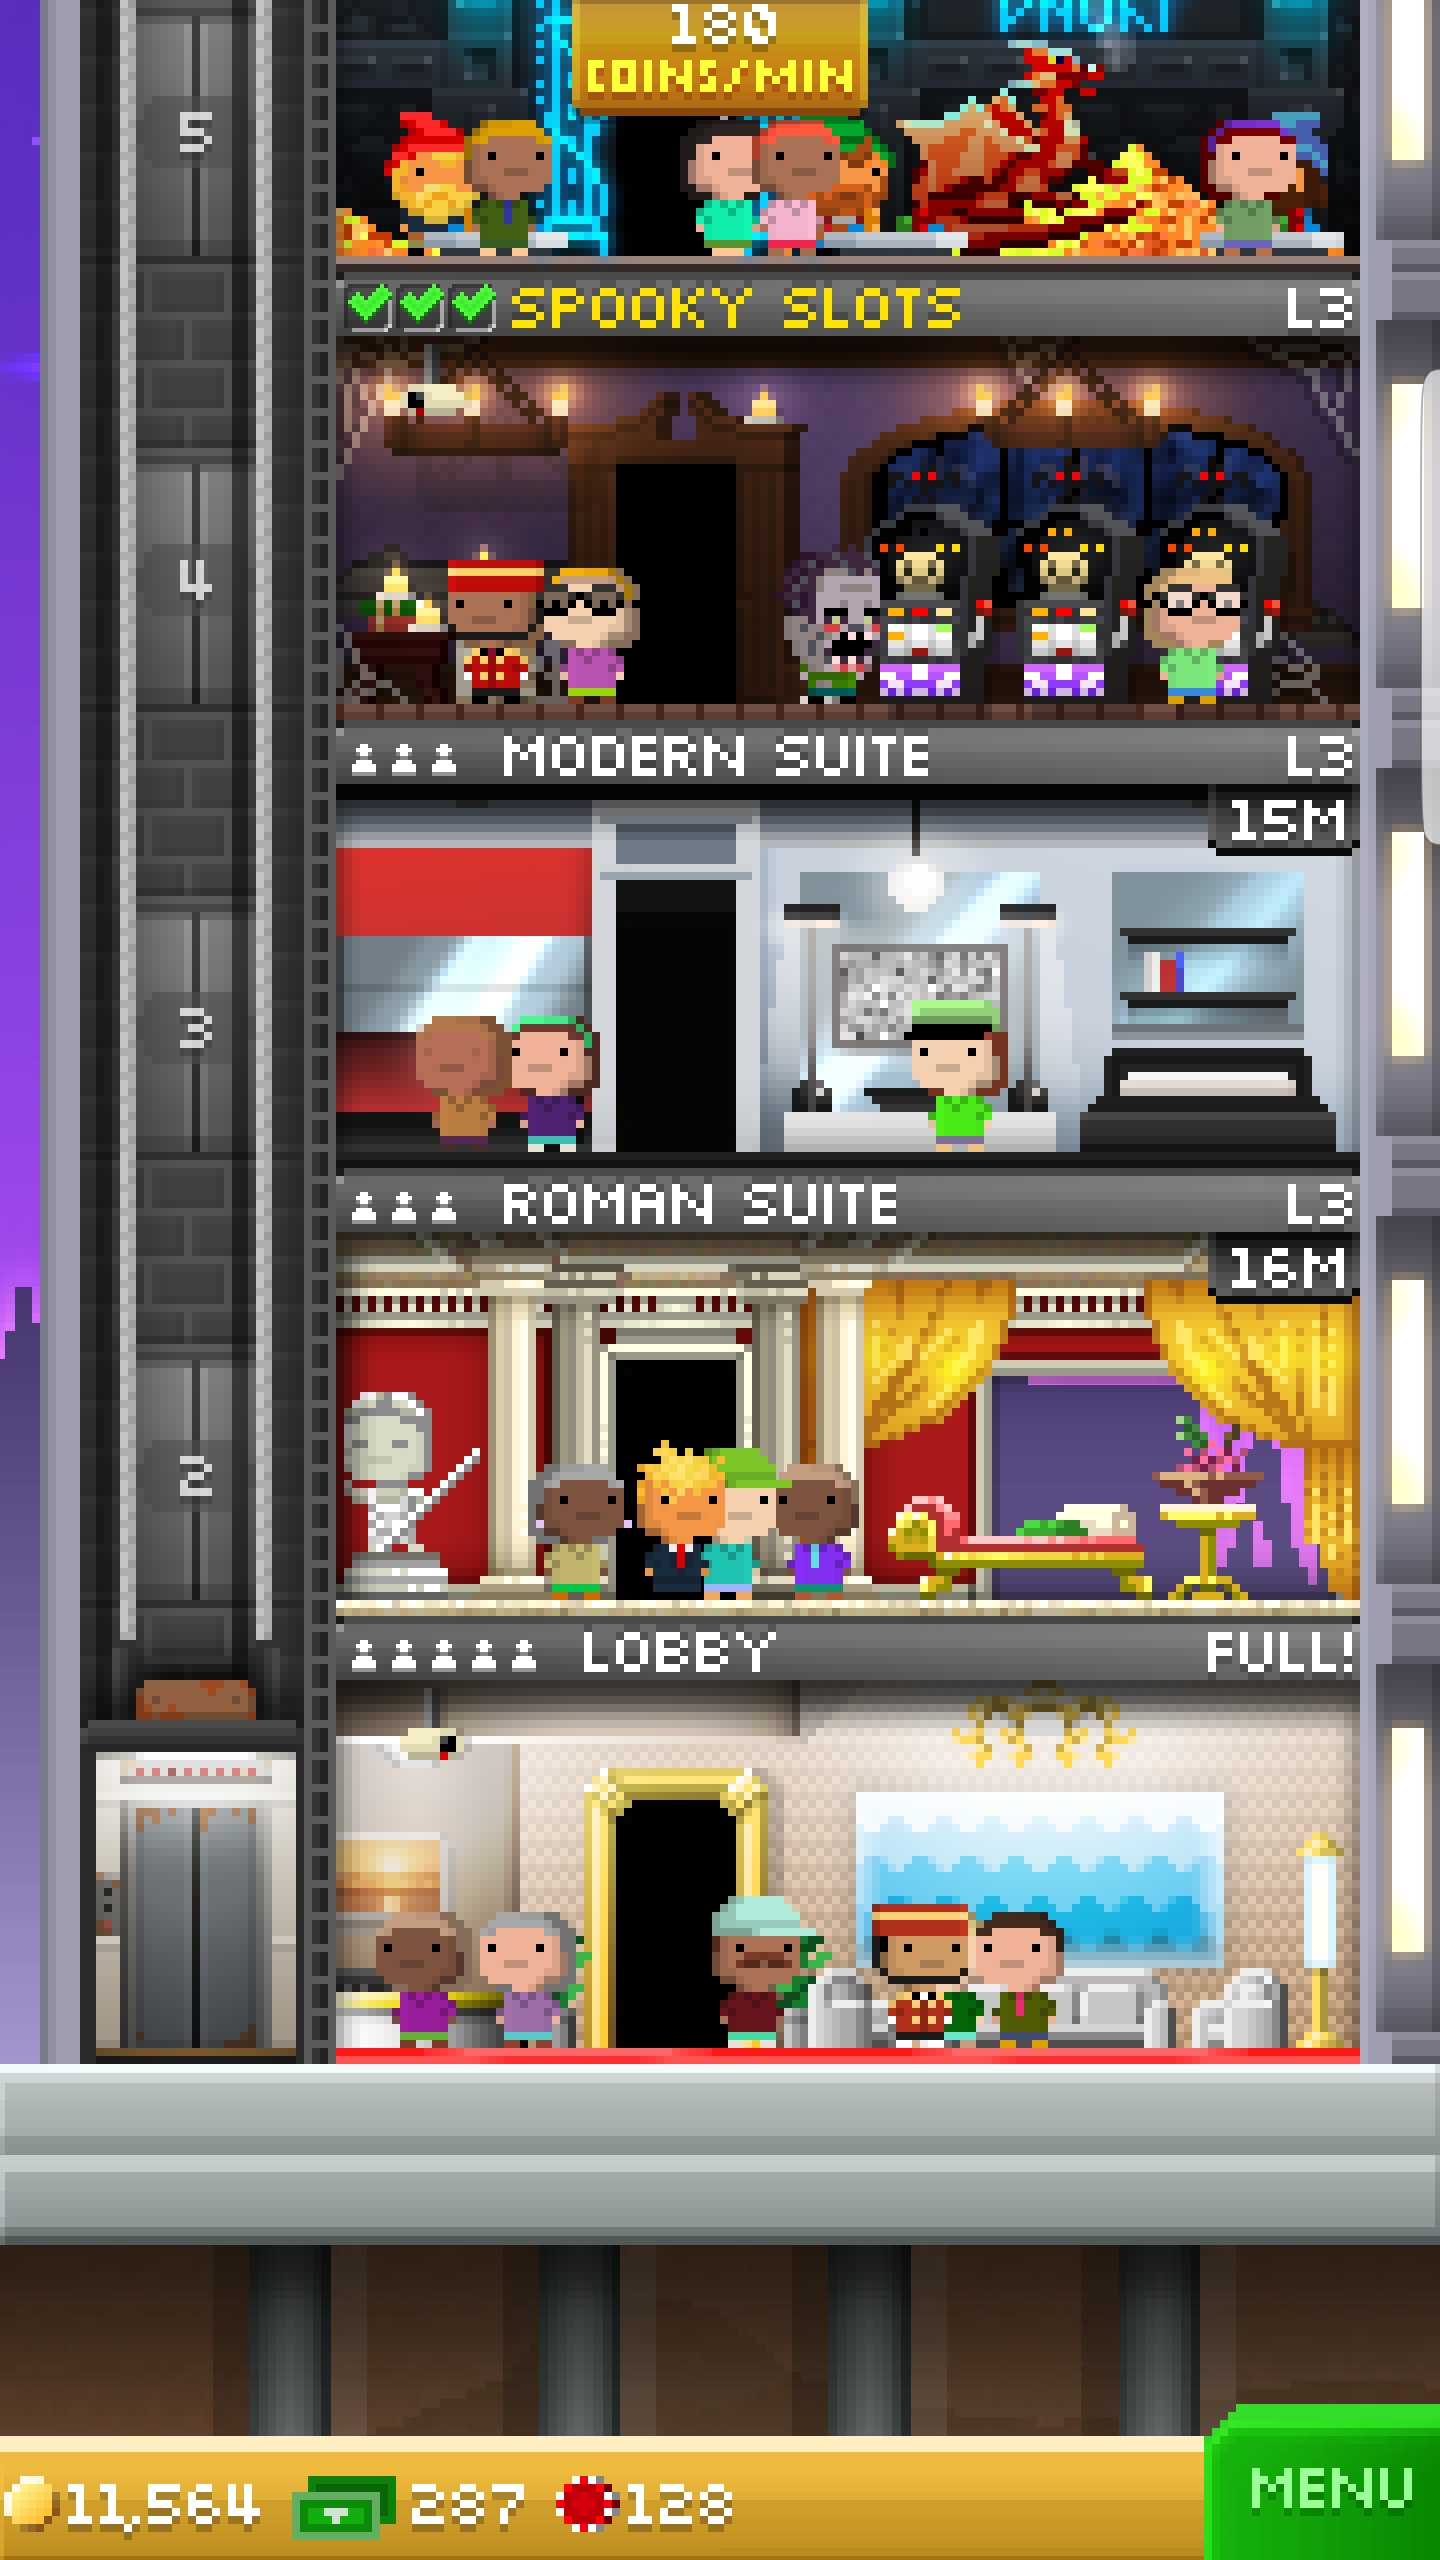 180
COINS/MIN
5
SPOOKY SLOTS L3
4
MODERN SUITE L3
15M
3
ROMAN SUITE L3
16M
2
LOBBY FULL!
11,564 287 128
MENU